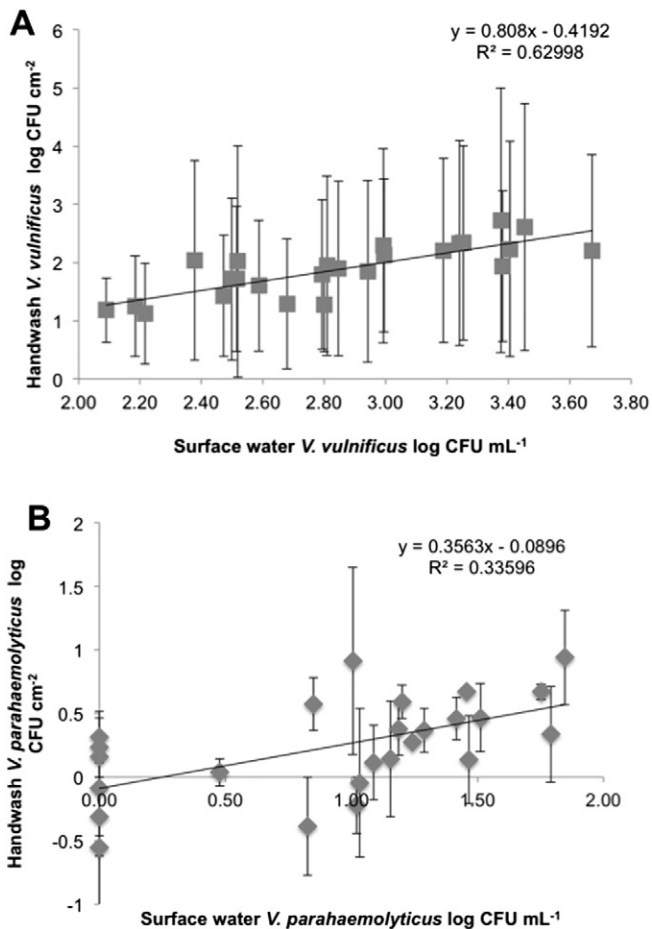 A
y = 0.808x - 0.4192
R² = 0.62998
Handwash V. vulnificus log CFU cm-2
6
5
4
3
2
1
0
2.00 2.20 2.40 2.60 2.80 3.00 3.20 3.40 3.60 3.80
Surface water V. vulnificus log CFU mL-1
B
y = 0.3563x - 0.0896
R² = 0.33596
Handwash V. parahaemolyticus log
CFU cm-2
2
1.5
1
0.5
0
-0.5
-1
0.00 0.50 1.00 1.50 2.00
Surface water V. parahaemolyticus log CFU mL-1